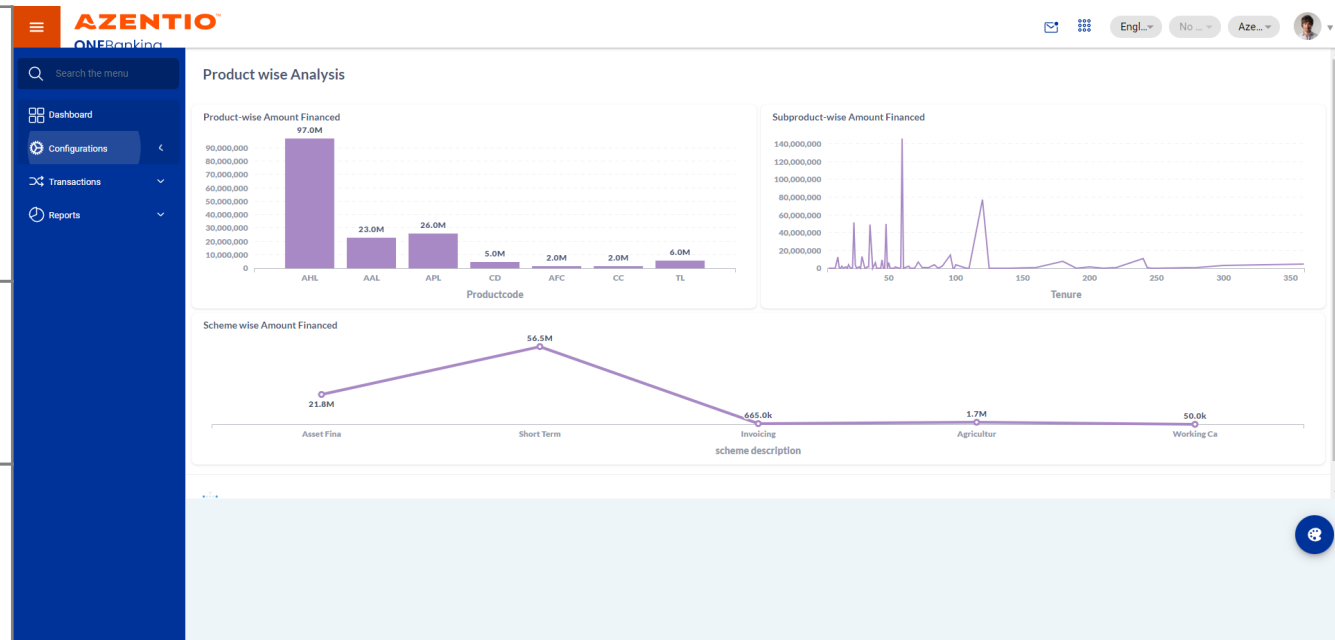 AZENTIO
ONEBanking
Engl...
No ...
Aze...
Search the menu
Dashboard
Configurations
Transactions
Reports
Product wise Analysis
Product-wise Amount Financed
97.0M
90,000,000
80,000,000
70,000,000
60,000,000
50,000,000
40,000,000
30,000,000
20,000,000
10,000,000
0
23.0M
26.0M
5.0M
2.0M
2.0M
6.0M
AHL
AAL
APL
CD
AFC
CC
TL
Productcode
Subproduct-wise Amount Financed
140,000,000
120,000,000
100,000,000
80,000,000
60,000,000
40,000,000
20,000,000
0
50
100
150
200
250
300
350
Tenure
Scheme wise Amount Financed
21.8M
56.5M
665.0k
1.7M
50.0k
Asset Fina
Short Term
Invoicing
Agricultur
Working Ca
scheme description